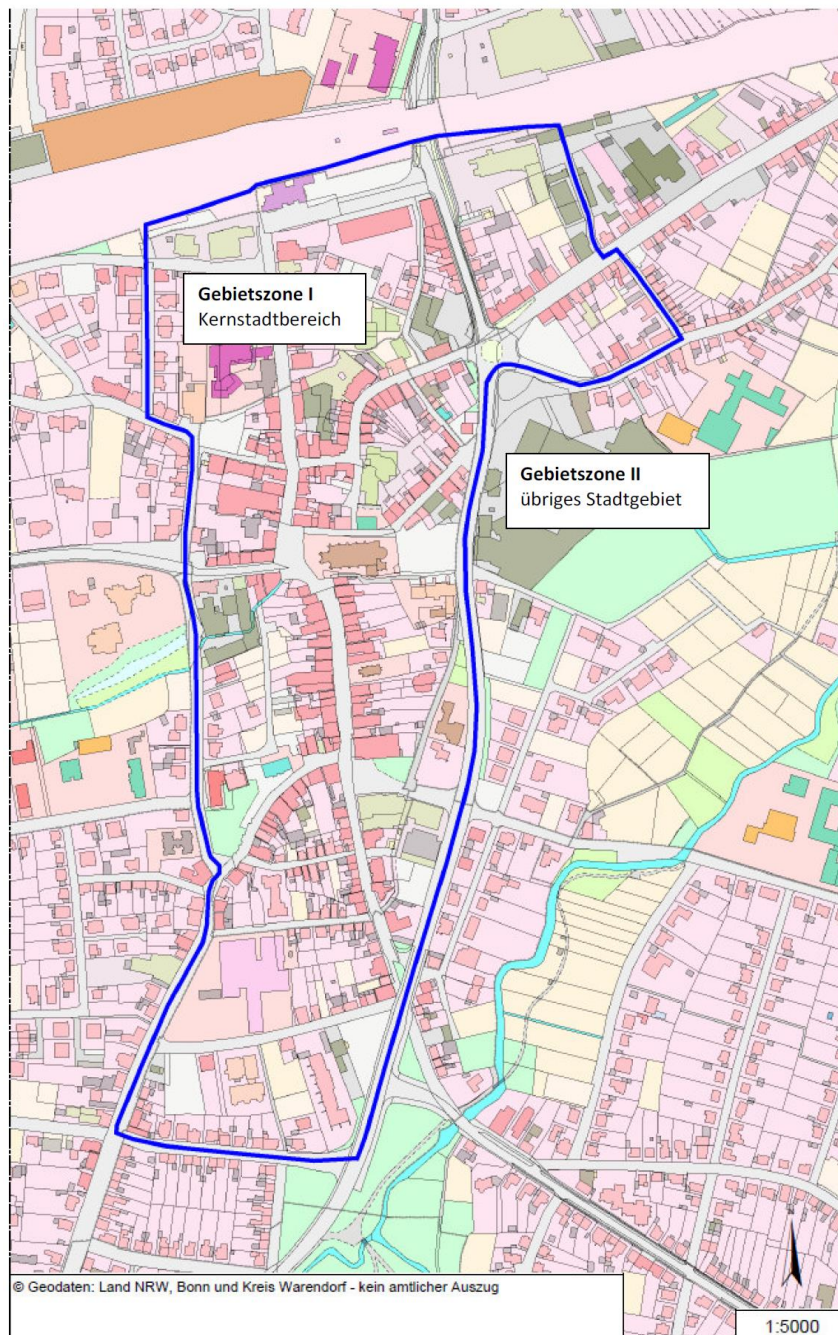 Gebietszone I
Kernstadtbereich
Gebietszone II
übriges Stadtgebiet
© Geodaten: Land NRW, Bonn und Kreis Warendorf - kein amtlicher Auszug
1:5000